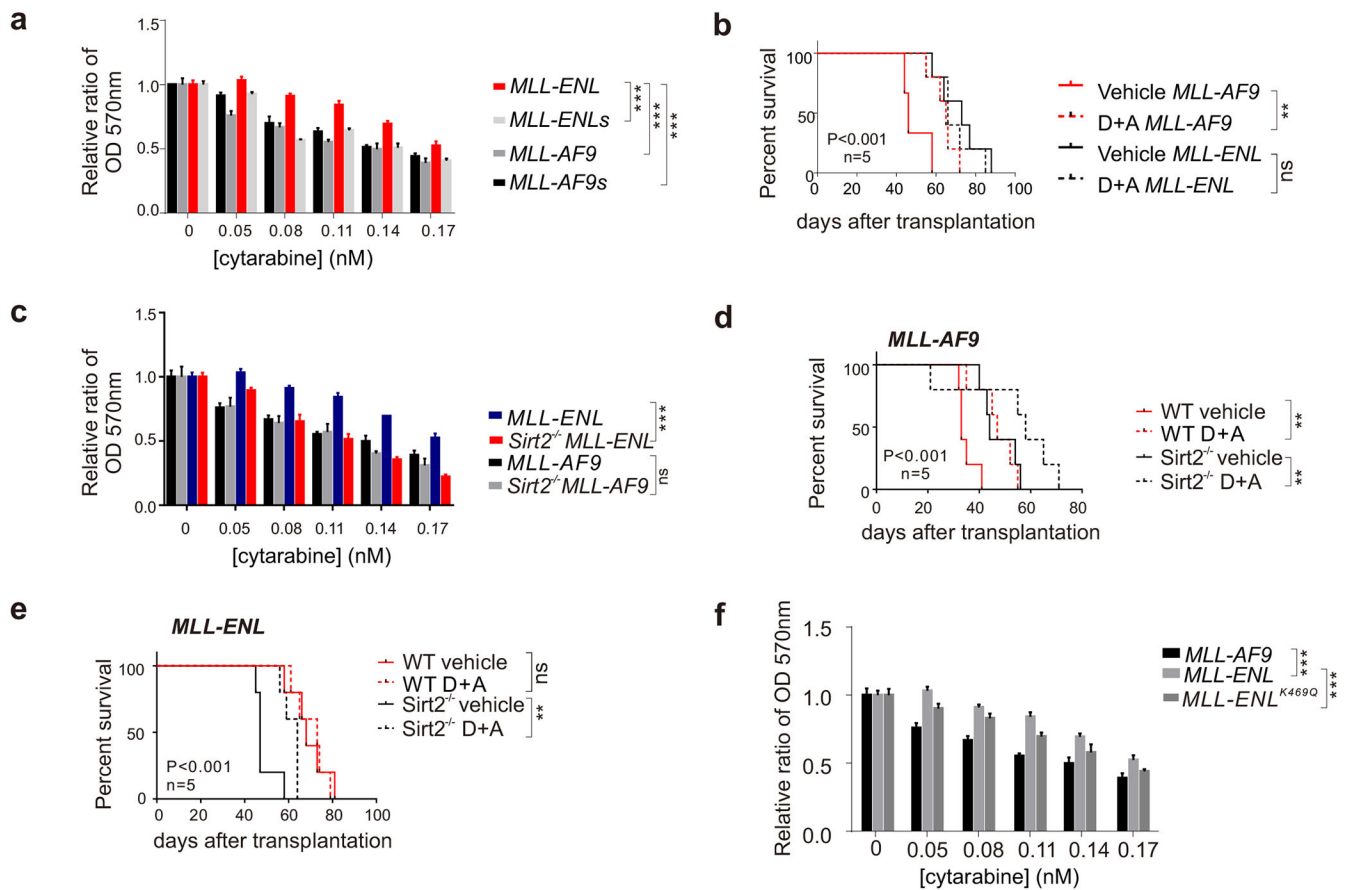 a
Relative ratio of
OD 570nm
1.5
1.0
0.5
0.0
0 0.05 0.08 0.11 0.14 0.17
[cytarabine] (nM)
MLL-ENL
MLL-ENLs
MLL-AF9
MLL-AF9s
***
***
***
b
Percent survival
100
50
0
P<0.001
n=5
0 20 40 60 80 100
days after transplantation
Vehicle MLL-AF9
D+A MLL-AF9
Vehicle MLL-ENL
D+A MLL-ENL
**
ns
c
Relative ratio of
OD 570nm
1.5
1.0
0.5
0.0
0 0.05 0.08 0.11 0.14 0.17
[cytarabine] (nM)
MLL-ENL
Sirt2-/- MLL-ENL
MLL-AF9
Sirt2-/- MLL-AF9
***
ns
d
MLL-AF9
Percent survival
100
50
0
P<0.001
n=5
0 20 40 60 80
days after transplantation
WT vehicle
WT D+A
Sirt2-/- vehicle
Sirt2-/- D+A
**
**
e
MLL-ENL
Percent survival
100
50
0
P<0.001
n=5
0 20 40 60 80 100
days after transplantation
WT vehicle
WT D+A
Sirt2-/- vehicle
Sirt2-/- D+A
ns
**
f
Relative ratio of OD 570nm
1.5
1.0
0.5
0.0
0 0.05 0.08 0.11 0.14 0.17
[cytarabine] (nM)
MLL-AF9
MLL-ENL
MLL-ENL K469Q
***
***